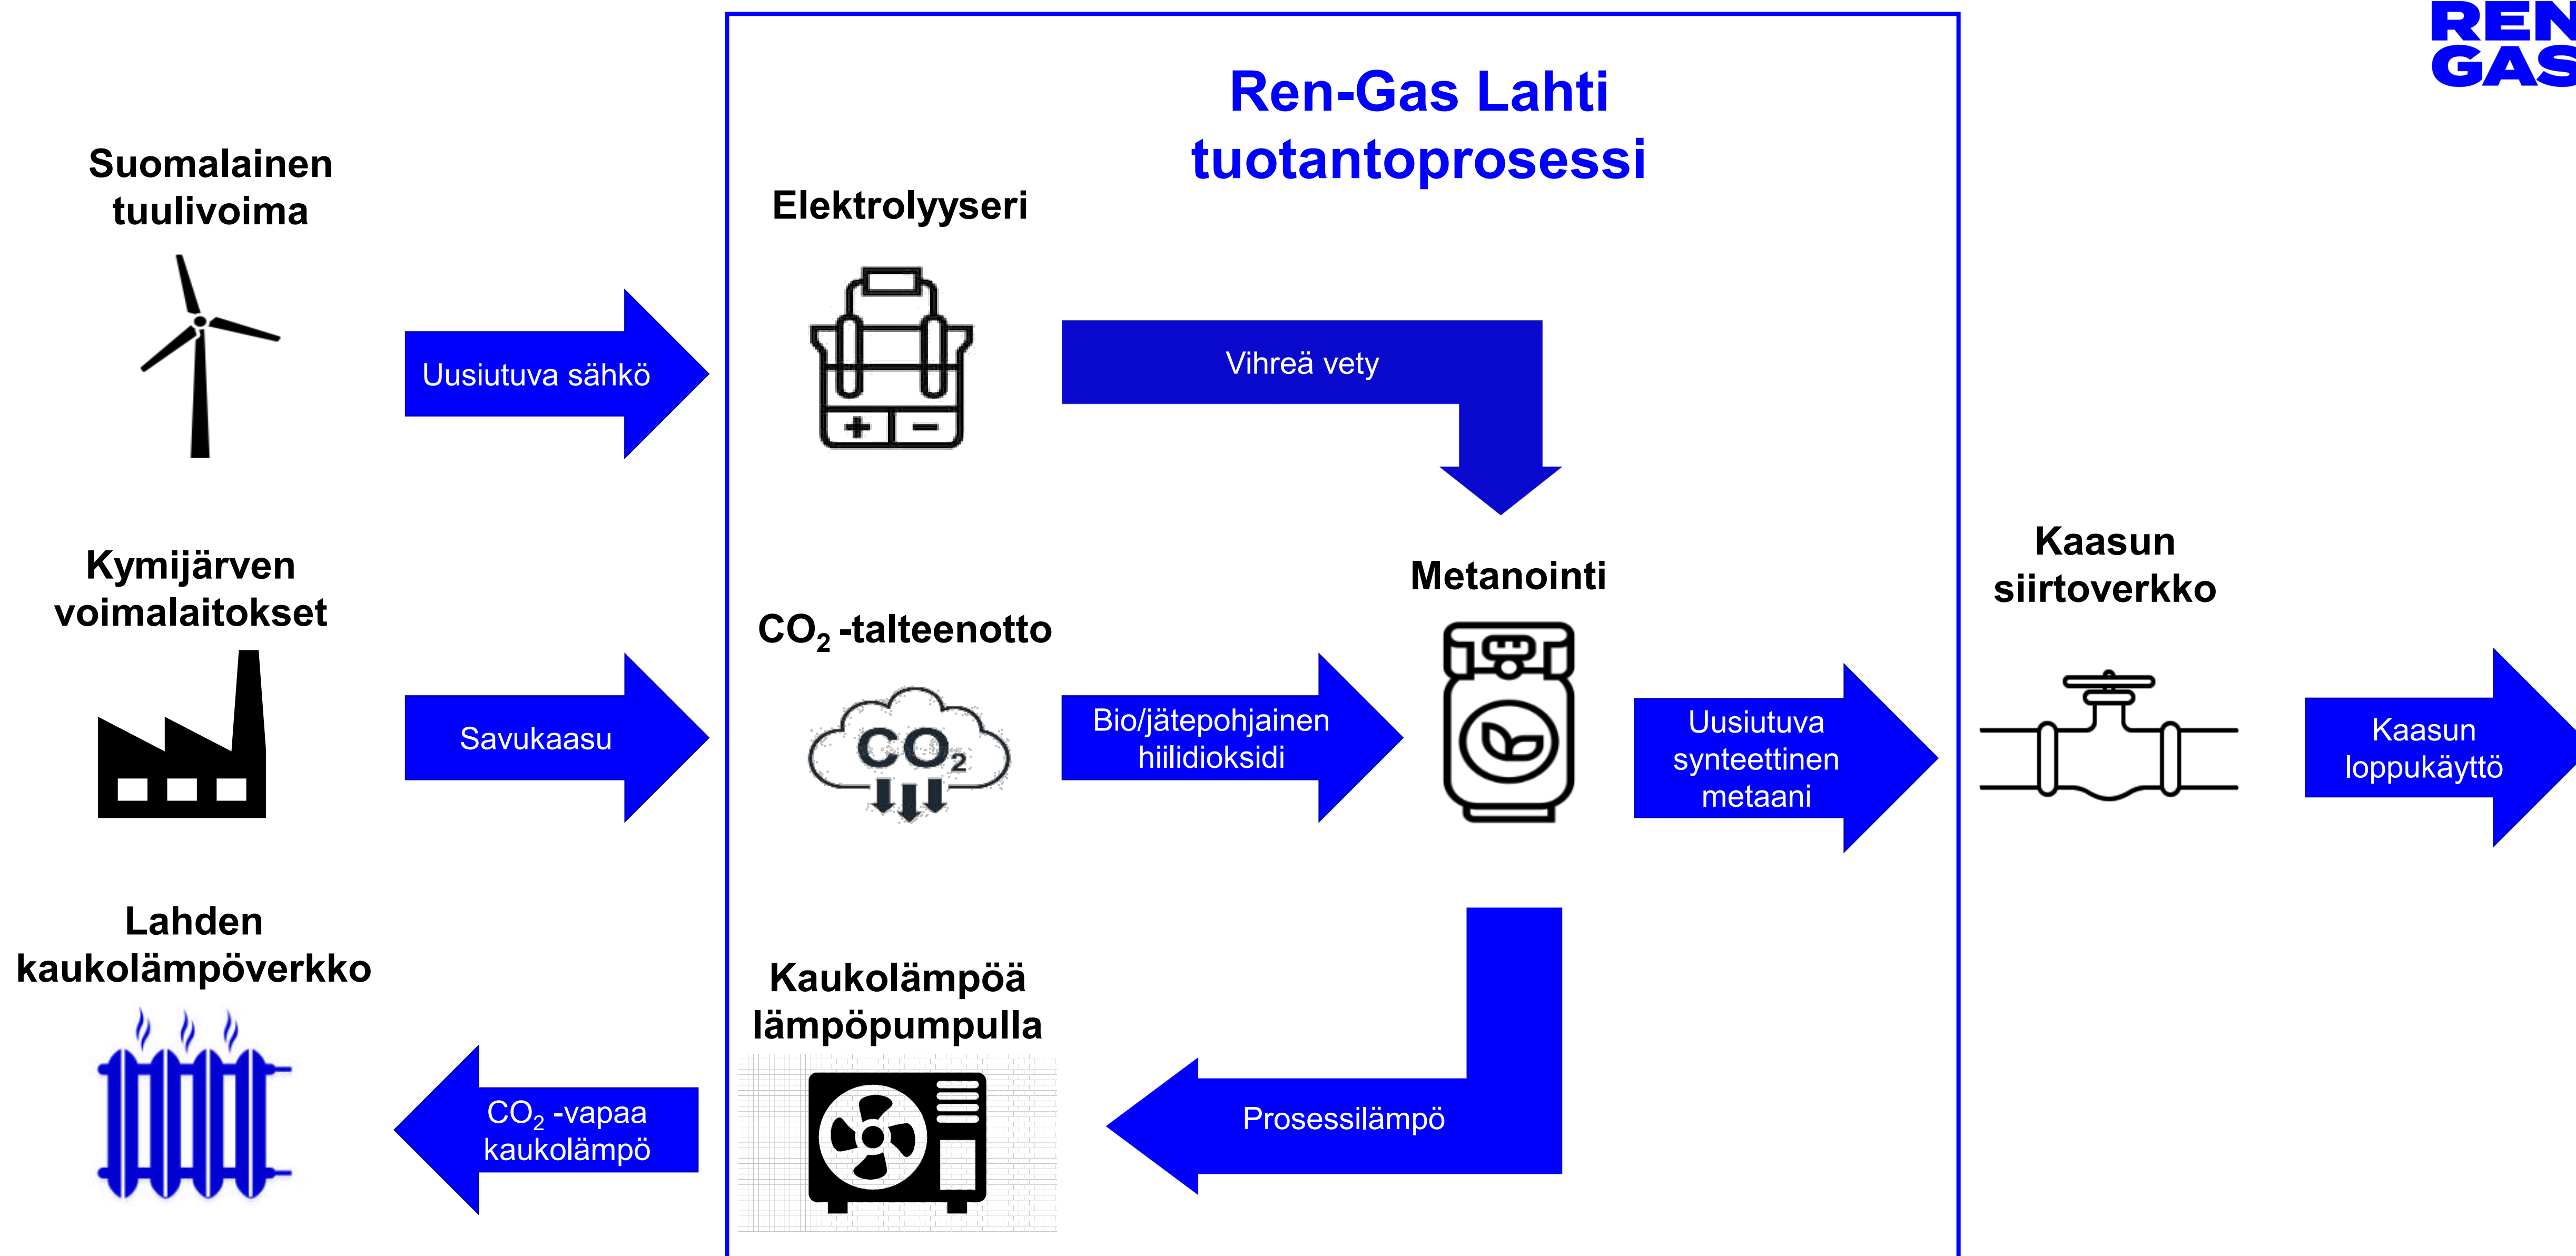 REN
GAS
Ren-Gas Lahti
tuotantoprosessi
Suomalainen
tuulivoima
Uusiutuva sähkö
Elektrolyyseri
Vihreä vety
Kymijärven
voimalaitokset
Savukaasu
CO₂ -talteenotto
CO₂
Bio/jätepohjainen
hiilidioksidi
Metanointi
Uusiutuva
synteettinen
metaani
Kaasun
siirtoverkko
Kaasun
loppukäyttö
Lahden
kaukolämpöverkko
CO₂ -vapaa
kaukolämpö
Kaukolämpöä
lämpöpumpulla
Prosessilämpö